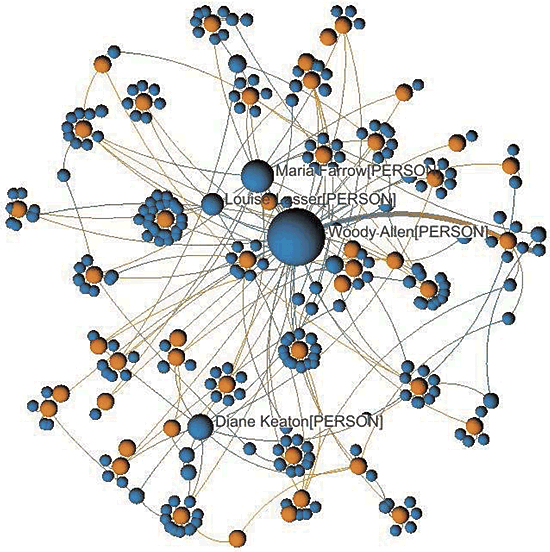 Maria Farrow[PERSON]
Louise Lasser[PERSON]
Woody Allen[PERSON]
Diane Keaton[PERSON]